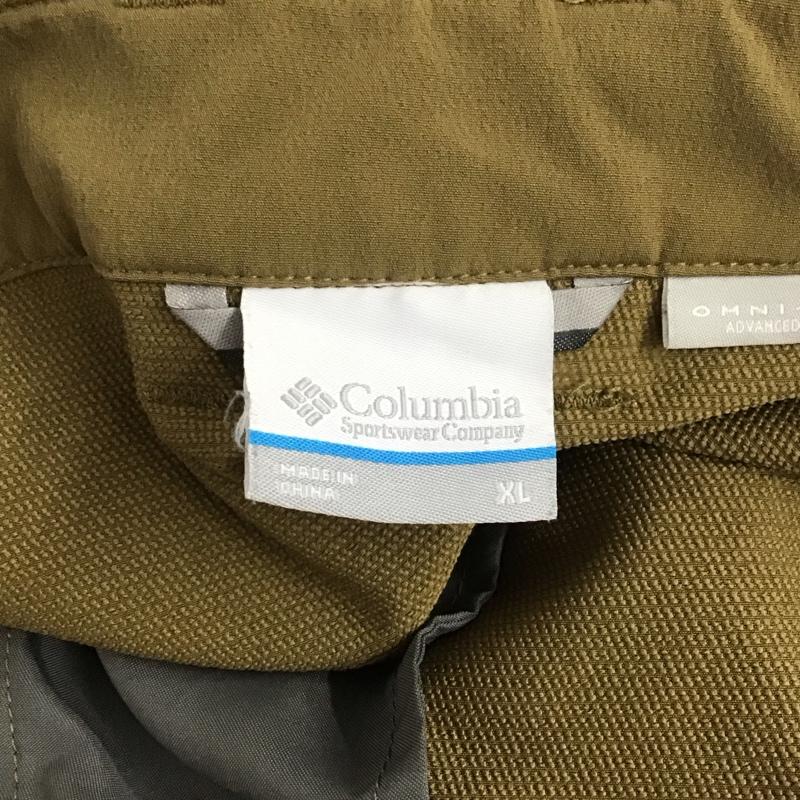 Columbia
Sportswear Company
MADE IN
CHINA
XL
OMNI-
ADVANCED